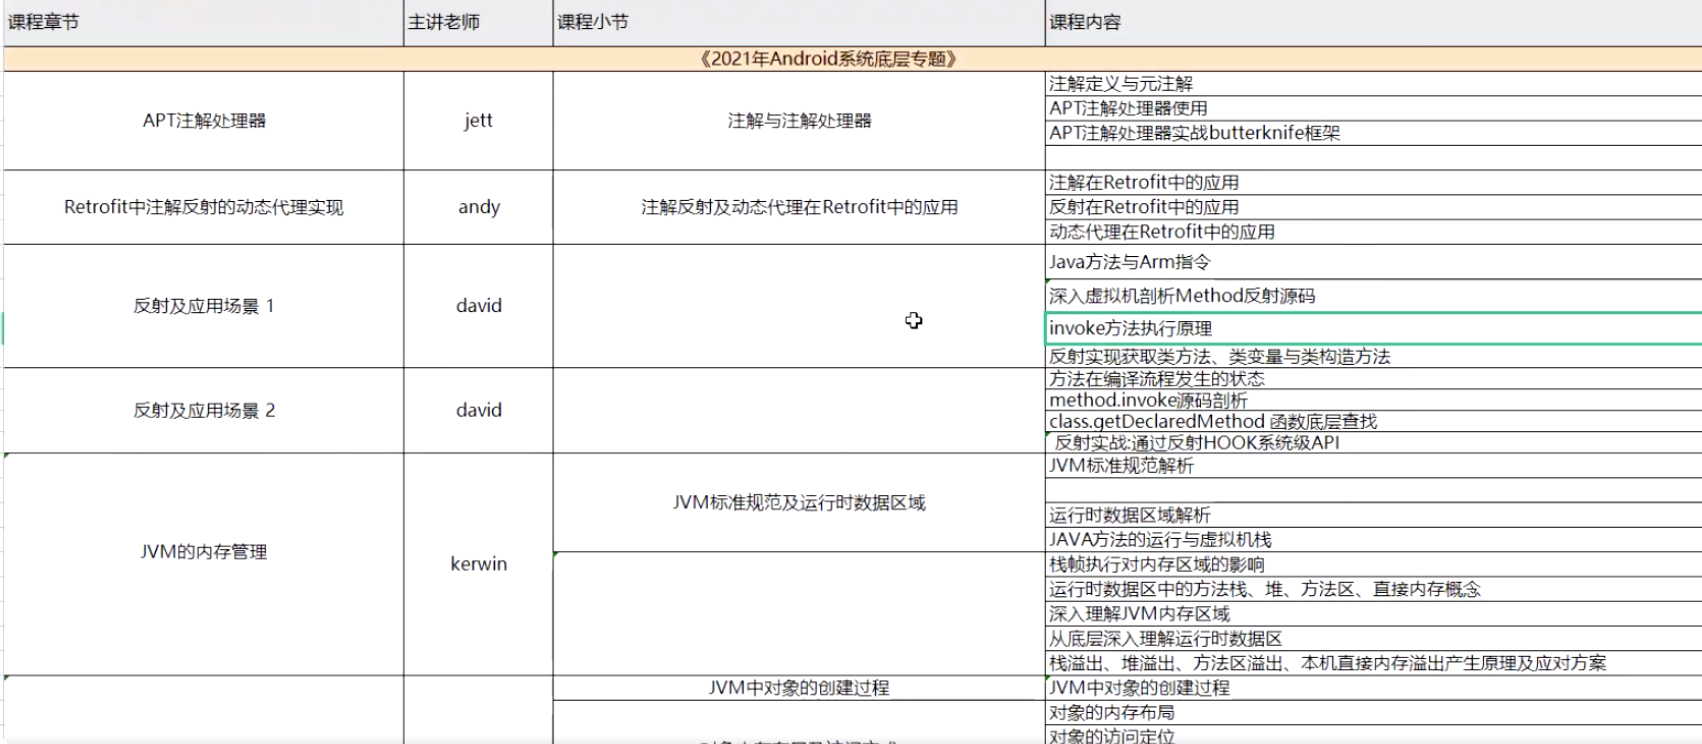 课程章节 主讲老师 课程小节 课程内容
《2021年Android系统底层专题》
APT注解处理器 jett 注解与注解处理器
注解定义与元注解
APT注解处理器使用
APT注解处理器实战butterknife框架
Retrofit中注解反射的动态代理实现 andy 注解反射及动态代理在Retrofit中的应用
注解在Retrofit中的应用
反射在Retrofit中的应用
动态代理在Retrofit中的应用
反射及应用场景 1 david
Java方法与Arm指令
深入虚拟机剖析Method反射源码
invoke方法执行原理
反射实现获取类方法、类变量与类构造方法
反射及应用场景 2 david
方法在编译流程发生的状态
method.invoke源码剖析
class.getDeclaredMethod 函数底层查找
反射实战:通过反射HOOK系统级API
JVM的内存管理 kerwin JVM标准规范及运行时数据区域
JVM标准规范解析
运行时数据区域解析
JAVA方法的运行与虚拟机栈
栈帧执行对内存区域的影响
运行时数据区中的方法栈、堆、方法区、直接内存概念
深入理解JVM内存区域
从底层深入理解运行时数据区
栈溢出、堆溢出、方法区溢出、本机直接内存溢出产生原理及应对方案
JVM中对象的创建过程 JVM中对象的创建过程
对象的内存布局
对象的访问定位